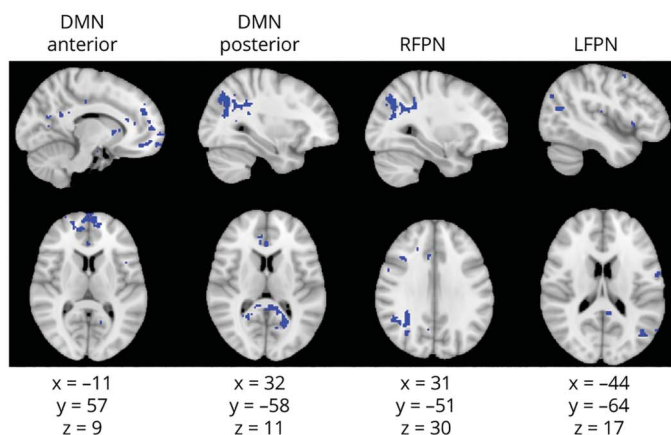 DMN
anterior
DMN
posterior
RFPN
LFPN
x = –11
y = 57
z = 9
x = 32
y = –58
z = 11
x = 31
y = –51
z = 30
x = –44
y = –64
z = 17